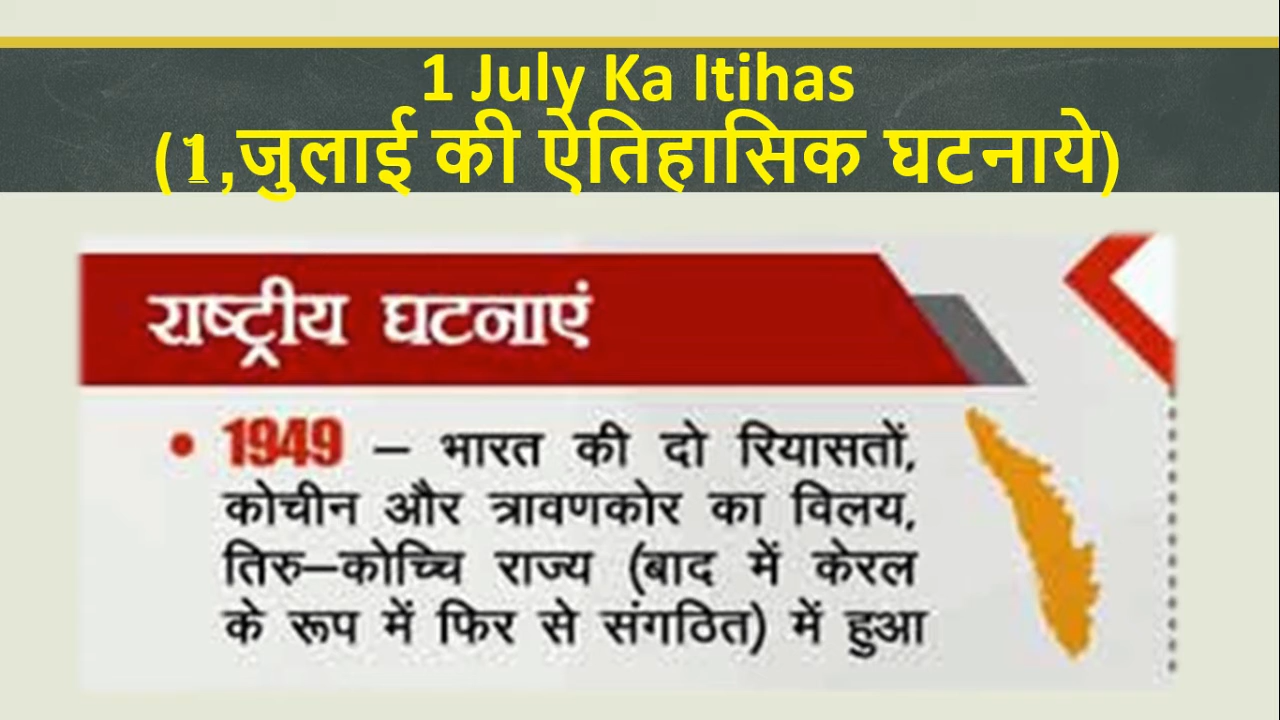 1 July Ka Itihas
(1,जुलाई की ऐतिहासिक घटनाये)
राष्ट्रीय घटनाएं
• 1949 – भारत की दो रियासतों,
कोचीन और त्रावणकोर का विलय,
तिरु–कोच्चि राज्य (बाद में केरल
के रूप में फिर से संगठित) में हुआ